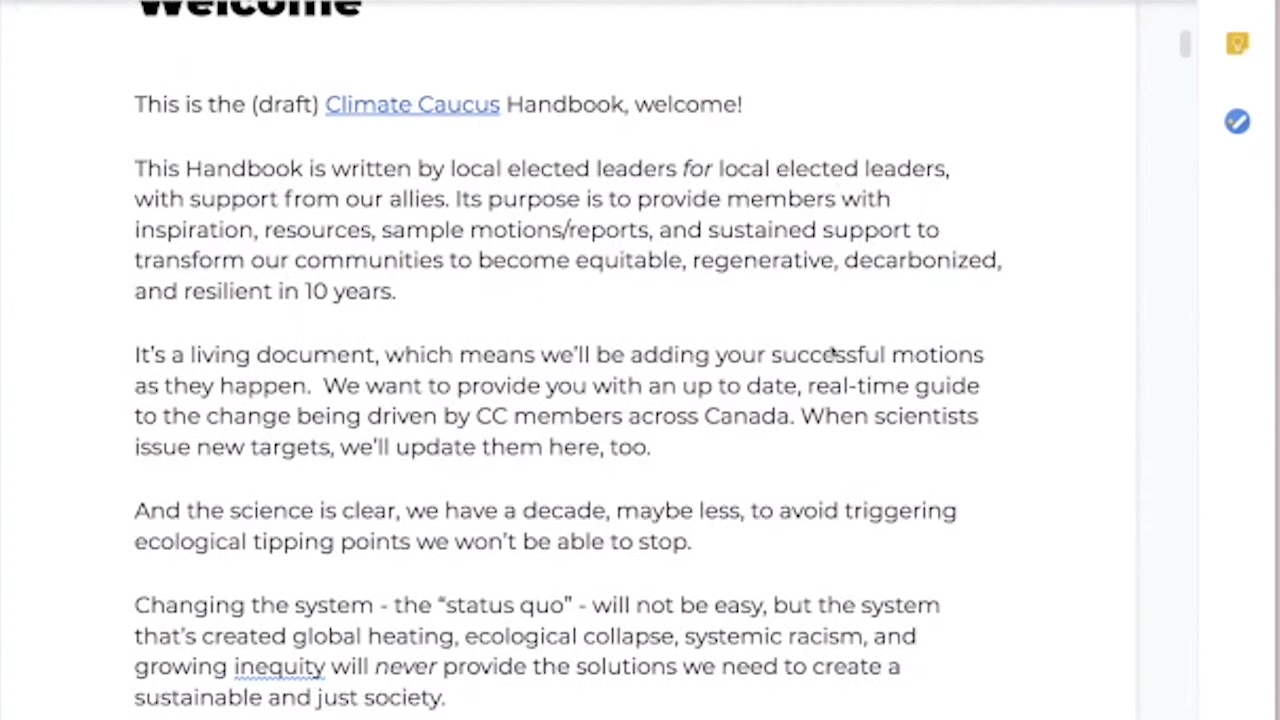 Welcome
This is the (draft) Climate Caucus Handbook, welcome!
This Handbook is written by local elected leaders for local elected leaders,
with support from our allies. Its purpose is to provide members with
inspiration, resources, sample motions/reports, and sustained support to
transform our communities to become equitable, regenerative, decarbonized,
and resilient in 10 years.
It's a living document, which means we'll be adding your successful motions
as they happen.  We want to provide you with an up to date, real-time guide
to the change being driven by CC members across Canada. When scientists
issue new targets, we'll update them here, too.
And the science is clear, we have a decade, maybe less, to avoid triggering
ecological tipping points we won't be able to stop.
Changing the system - the “status quo” - will not be easy, but the system
that's created global heating, ecological collapse, systemic racism, and
growing inequity will never provide the solutions we need to create a
sustainable and just society.